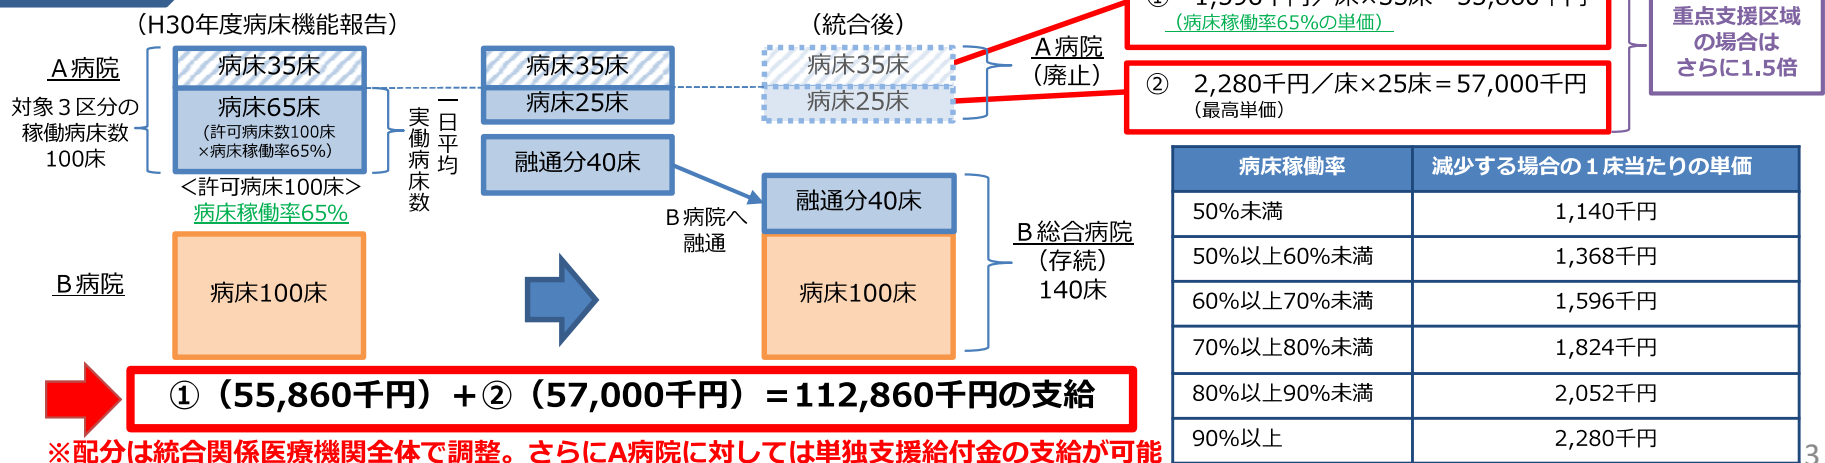 （H30年度病床機能報告）
Ａ病院
対象３区分の
稼働病床数
100床
病床35床
病床65床
（許可病床数100床
×病床稼働率65%）
＜許可病床100床＞
病床稼働率65%
一日平均
実働病床数
Ｂ病院
病床100床
病床35床
病床25床
融通分40床
Ｂ病院へ
融通
（統合後）
病床35床
病床25床
Ａ病院
（廃止）
融通分40床
病床100床
Ｂ総合病院
（存続）
140床
（病床稼働率65%の単価）
②　2,280千円／床×25床＝57,000千円
（最高単価）
重点支援区域
の場合は
さらに1.5倍
病床稼働率　減少する場合の１床当たりの単価
50%未満　1,140千円
50%以上60%未満　1,368千円
60%以上70%未満　1,596千円
70%以上80%未満　1,824千円
80%以上90%未満　2,052千円
90%以上　2,280千円
①（55,860千円）＋②（57,000千円）＝112,860千円の支給
※配分は統合関係医療機関全体で調整。さらにA病院に対しては単独支援給付金の支給が可能
3